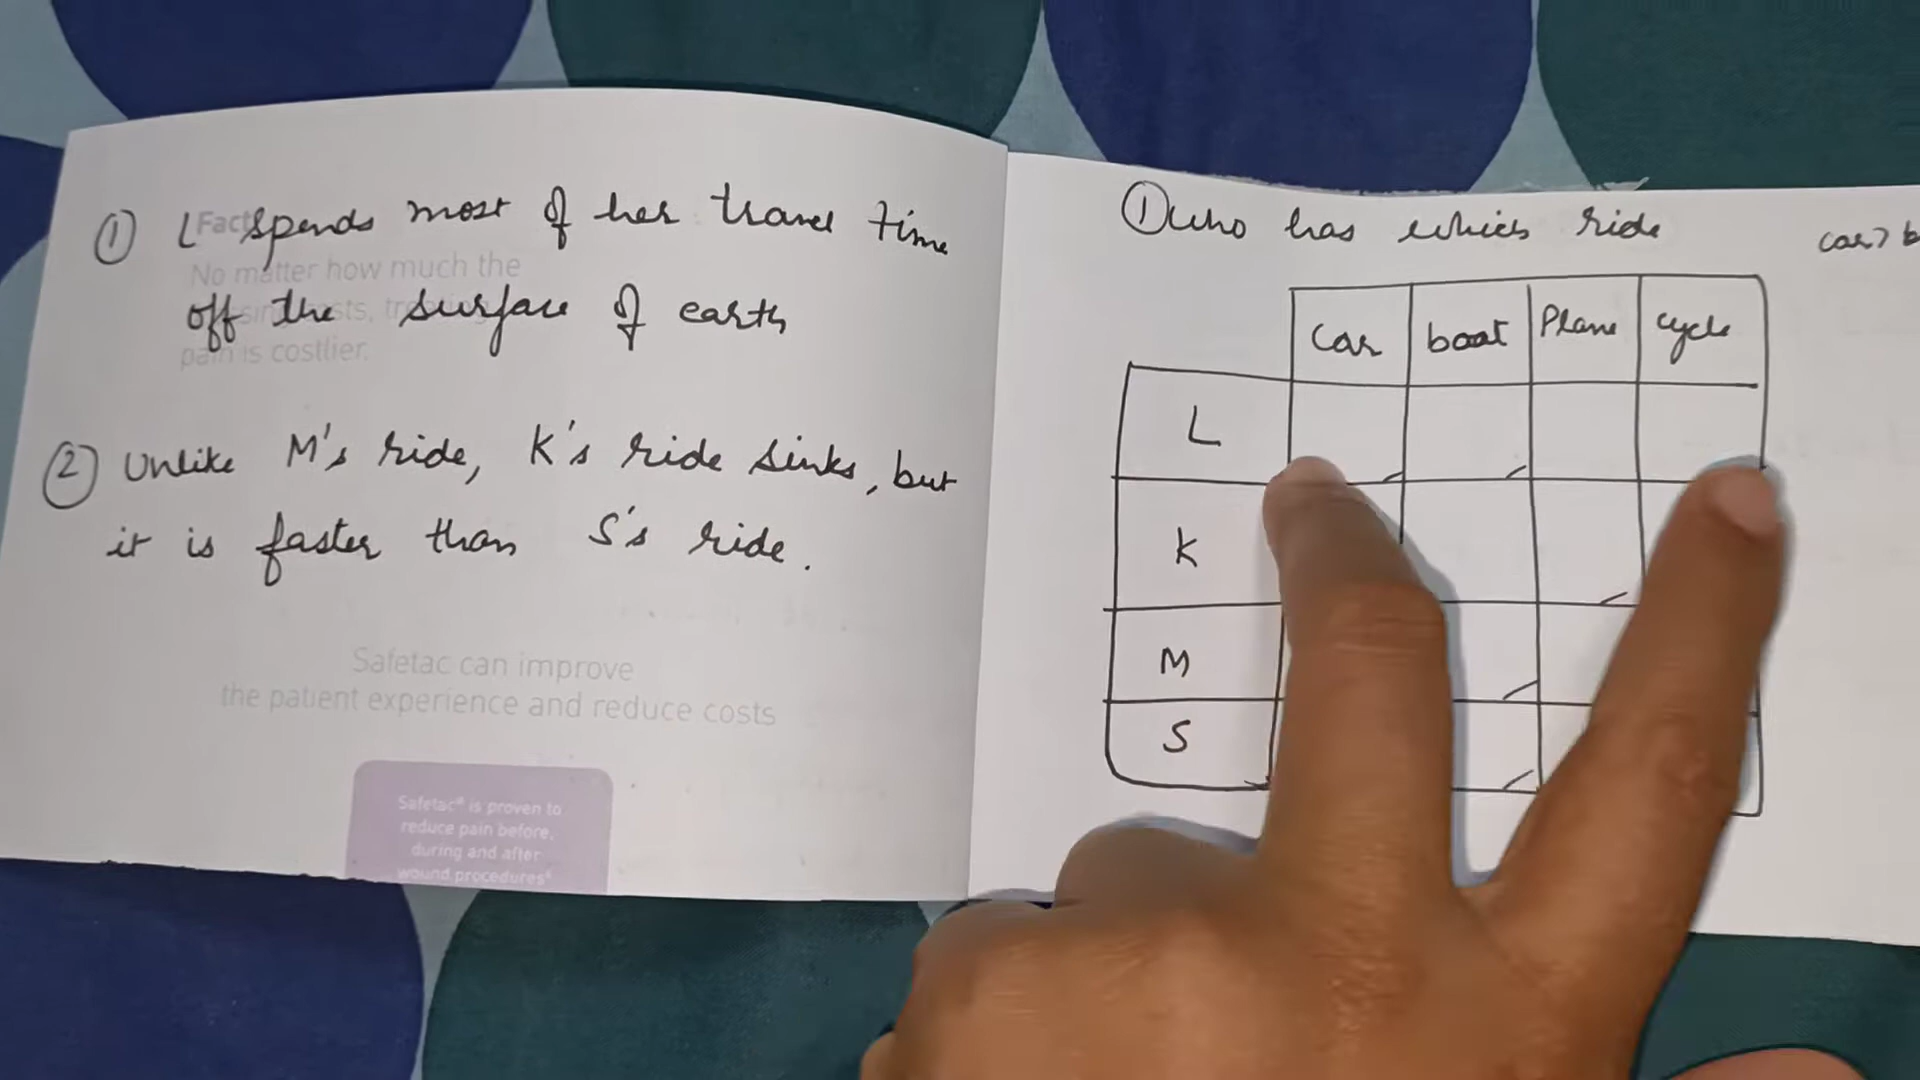 ① L spends most of her travel time
off the surface of earth
② Unlike M's ride, K's ride sinks, but
it is faster than S's ride.
No matter how much the
pain is costlier.
Safetac can improve
the patient experience and reduce costs
Safetac® is proven to
reduce pain before,
during and after
wound procedures⁶
① who has which ride
car> b
car boat Plane cycle
L
K
M
S